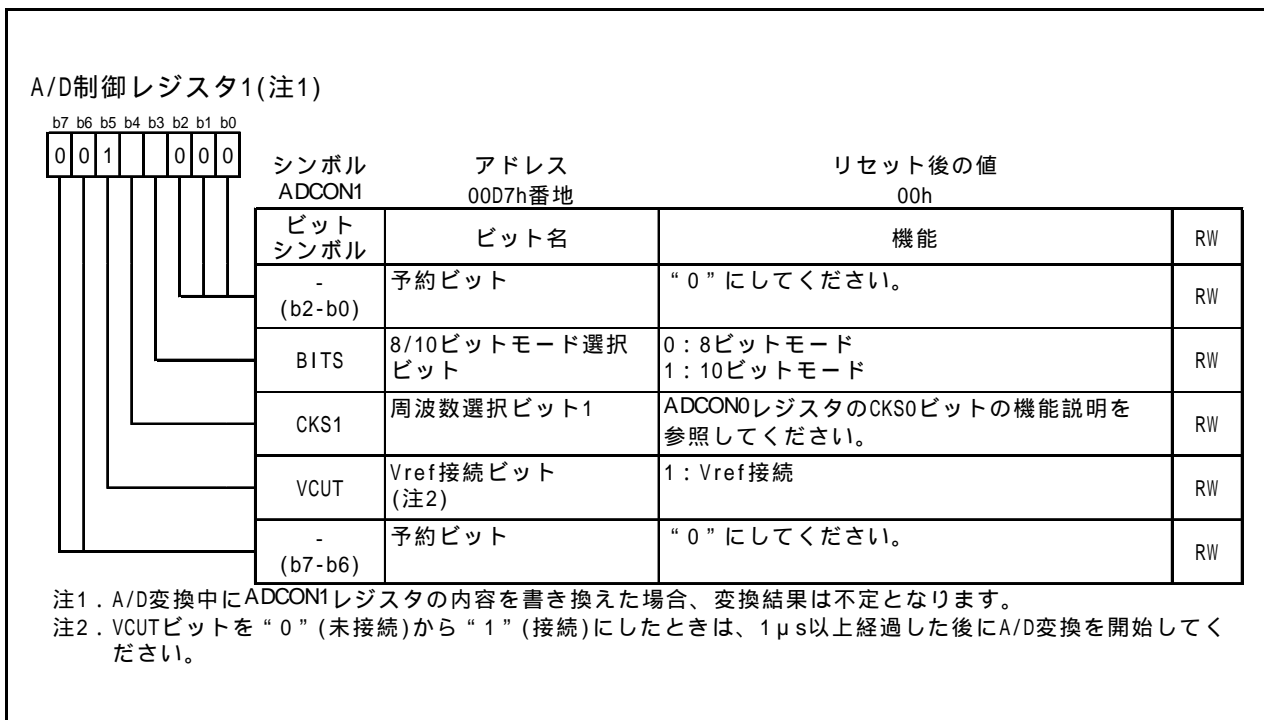 A/D制御レジスタ1(注1)
b7 b6 b5 b4 b3 b2 b1 b0
0 0 1 0 0 0
シンボル アドレス リセット後の値
ADCON1 00D7h番地 00h
ビット
シンボル ビット名 機能 RW
-
(b2-b0) 予約ビット “0”にしてください。 RW
BITS 8/10ビットモード選択
ビット 0:8ビットモード
1:10ビットモード RW
CKS1 周波数選択ビット1 ADCON0レジスタのCKS0ビットの機能説明を
参照してください。 RW
VCUT Vref接続ビット
(注2) 1:Vref接続 RW
-
(b7-b6) 予約ビット “0”にしてください。 RW
注1.A/D変換中にADCON1レジスタの内容を書き換えた場合、変換結果は不定となります。
注2.VCUTビットを“0”(未接続)から“1”(接続)にしたときは、1μs以上経過した後にA/D変換を開始してく
ださい。